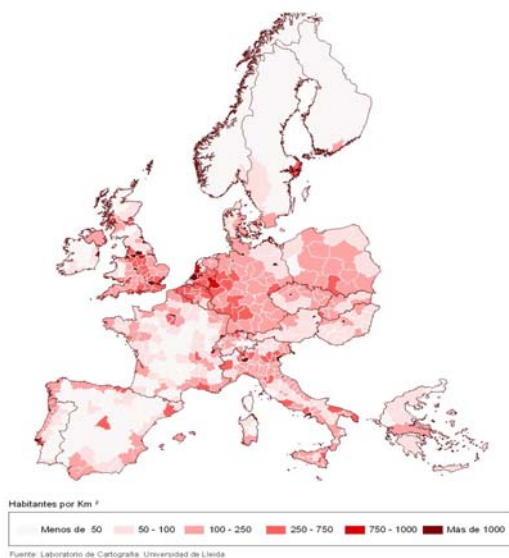 Habitantes por Km ²
Menos de 50 50 - 100 100 - 250 250 - 750 750 - 1000 Más de 1000
Fuente: Laboratorio de Cartografía. Universidad de Lleida